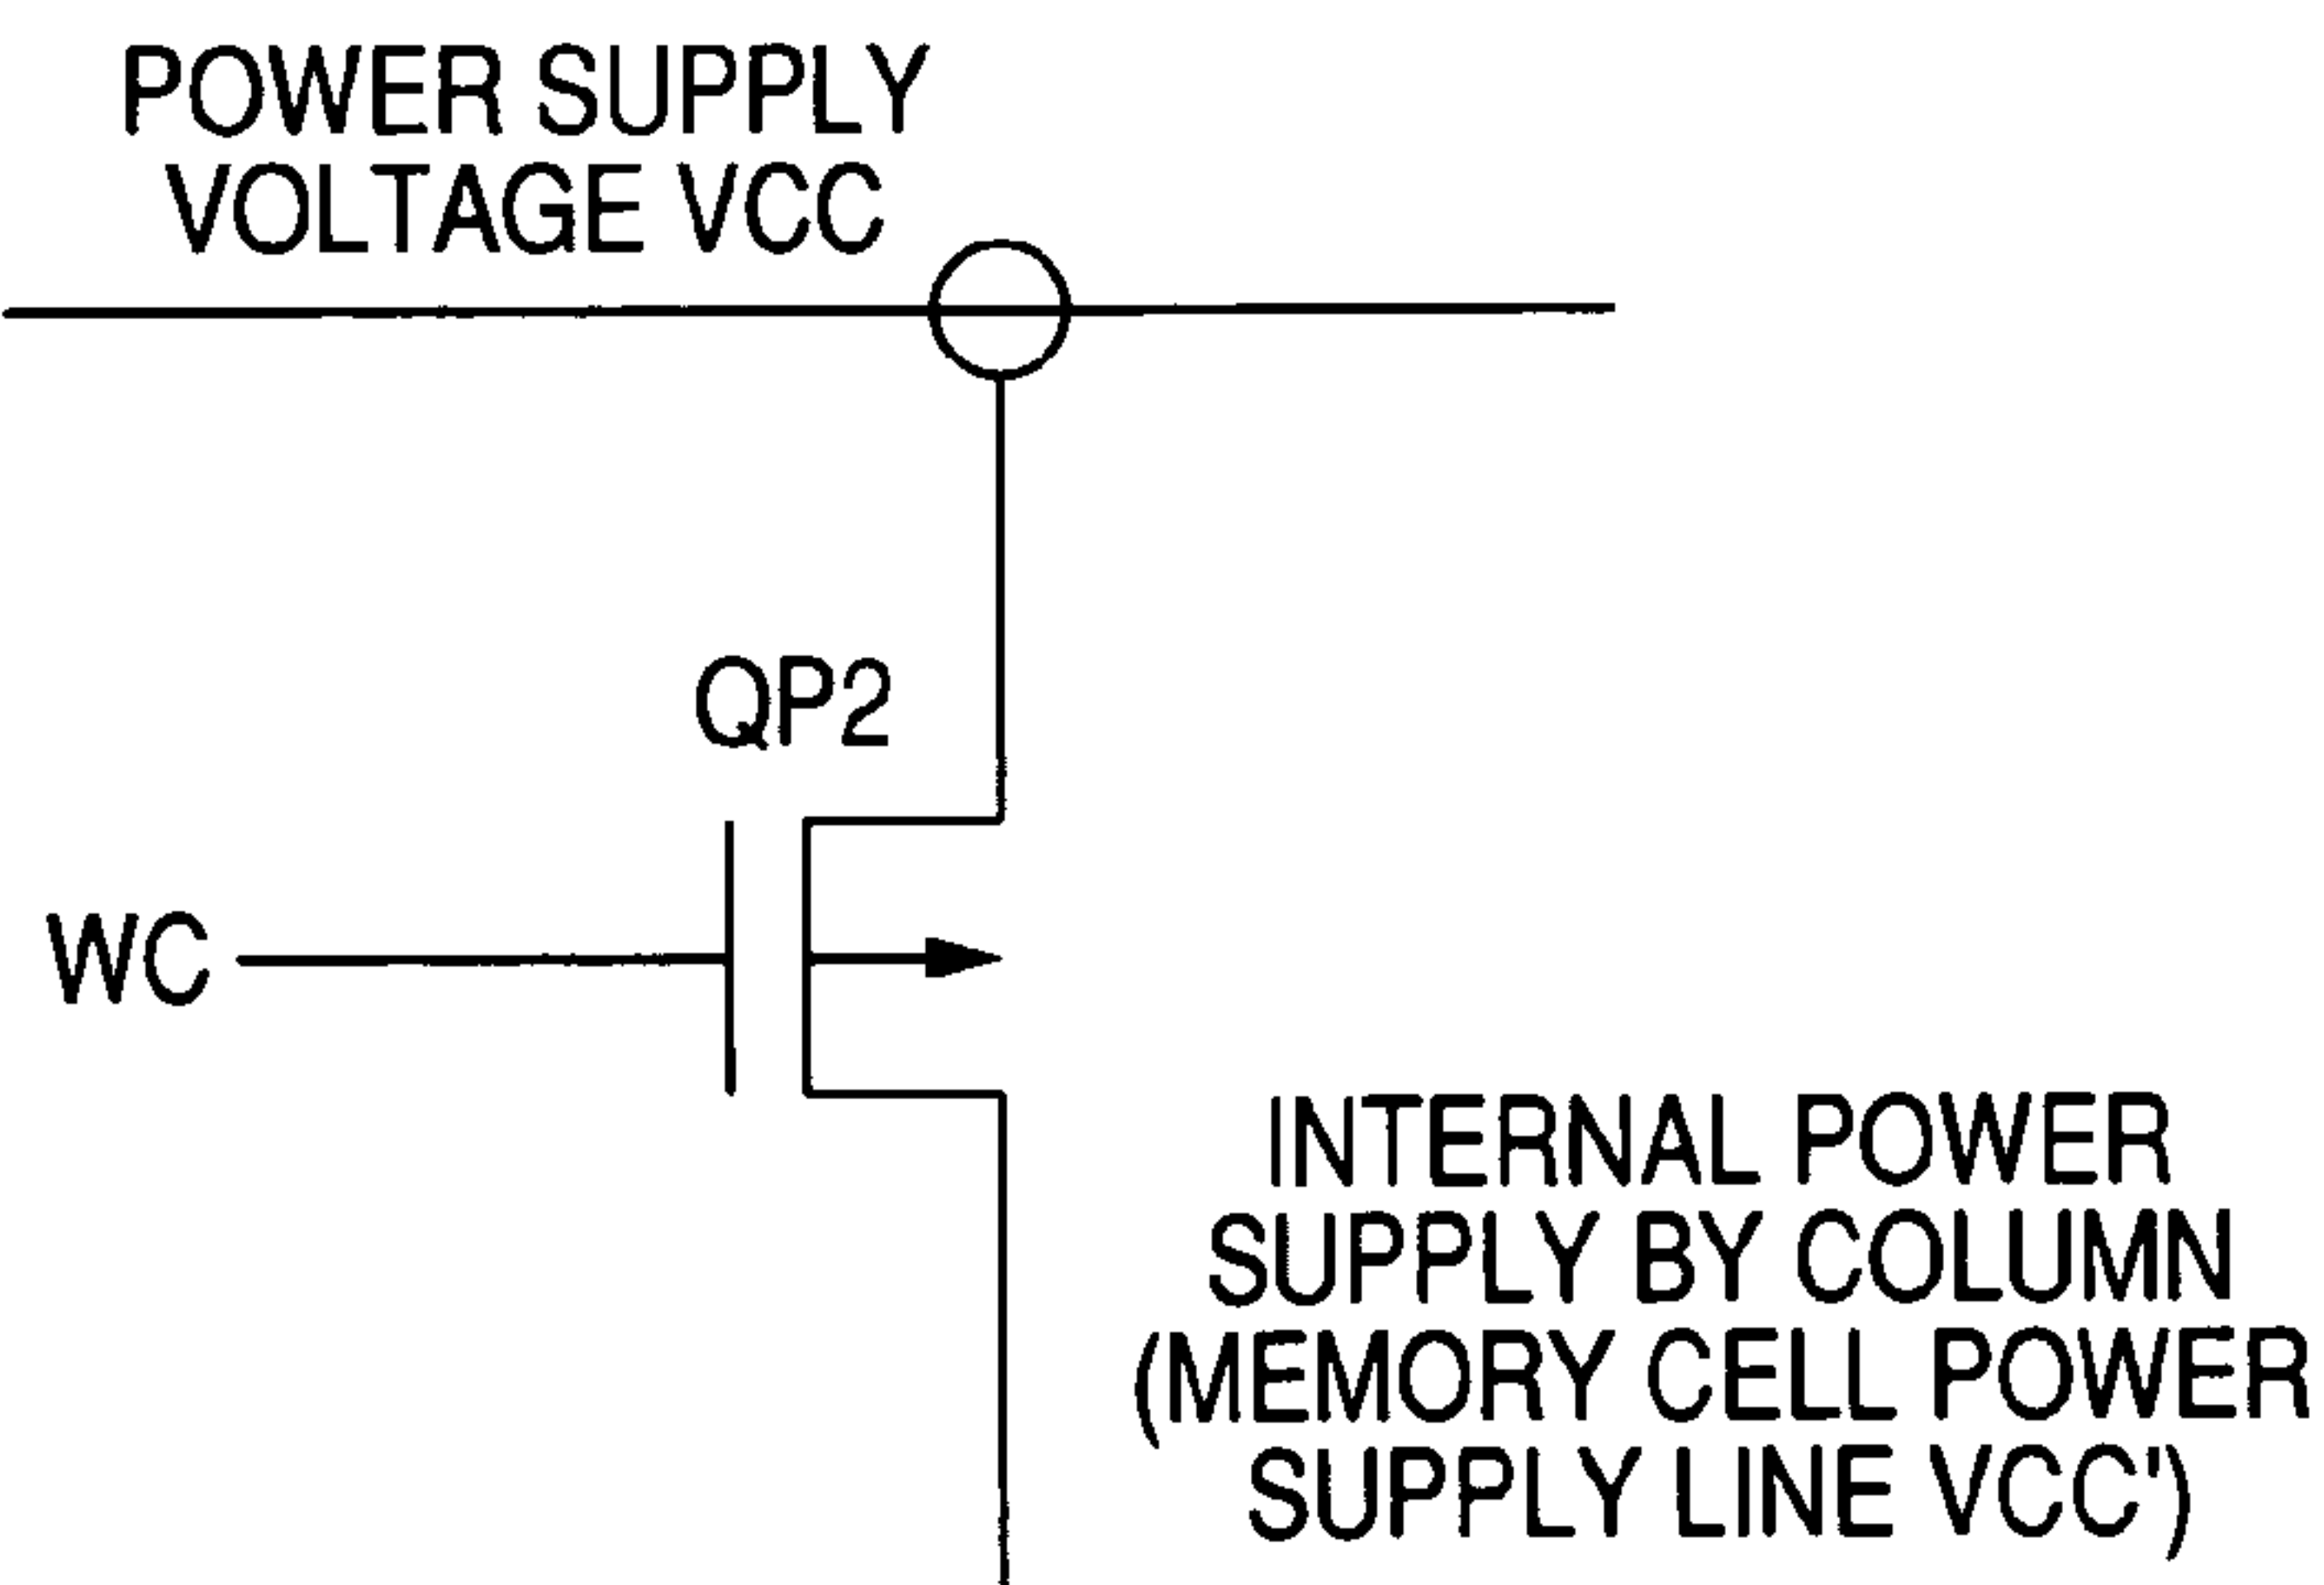 POWER SUPPLY
VOLTAGE VCC
QP2
WC
INTERNAL POWER
SUPPLY BY COLUMN
(MEMORY CELL POWER
SUPPLY LINE VCC')